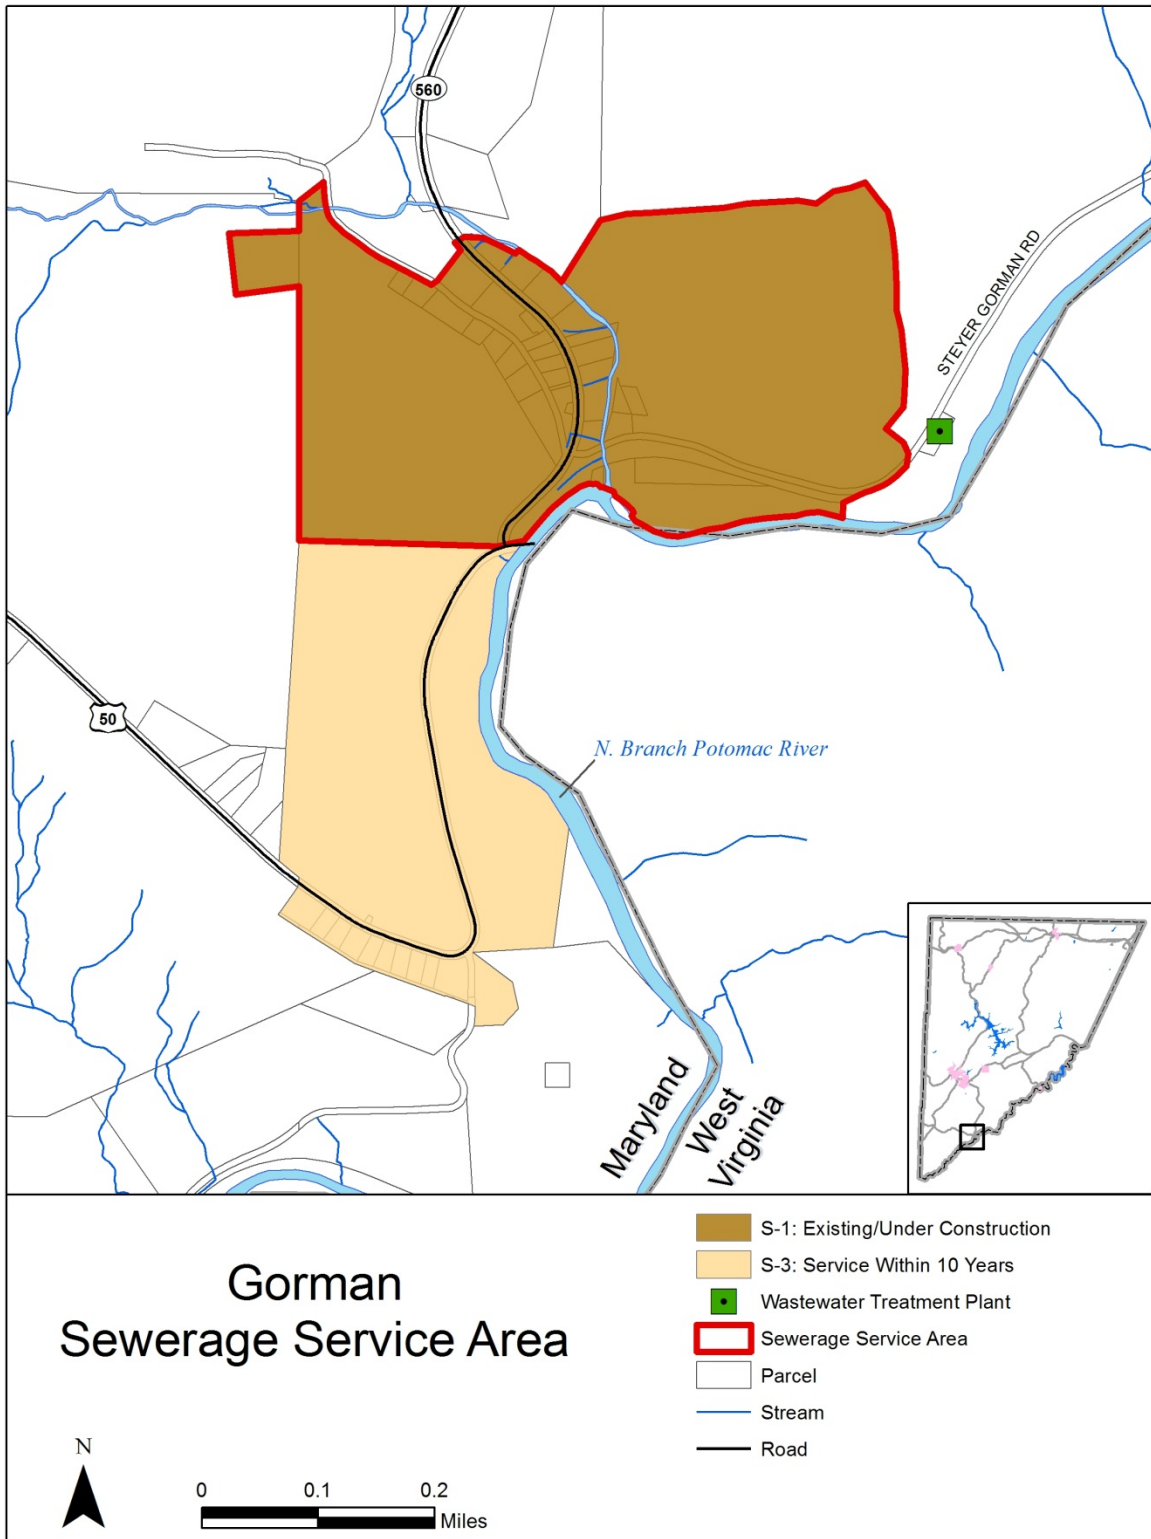 560
STEYER GORMAN RD
50
N. Branch Potomac River
Maryland
West
Virginia
Gorman
Sewerage Service Area
S-1: Existing/Under Construction
S-3: Service Within 10 Years
Wastewater Treatment Plant
Sewerage Service Area
Parcel
Stream
Road
N
0 0.1 0.2
Miles